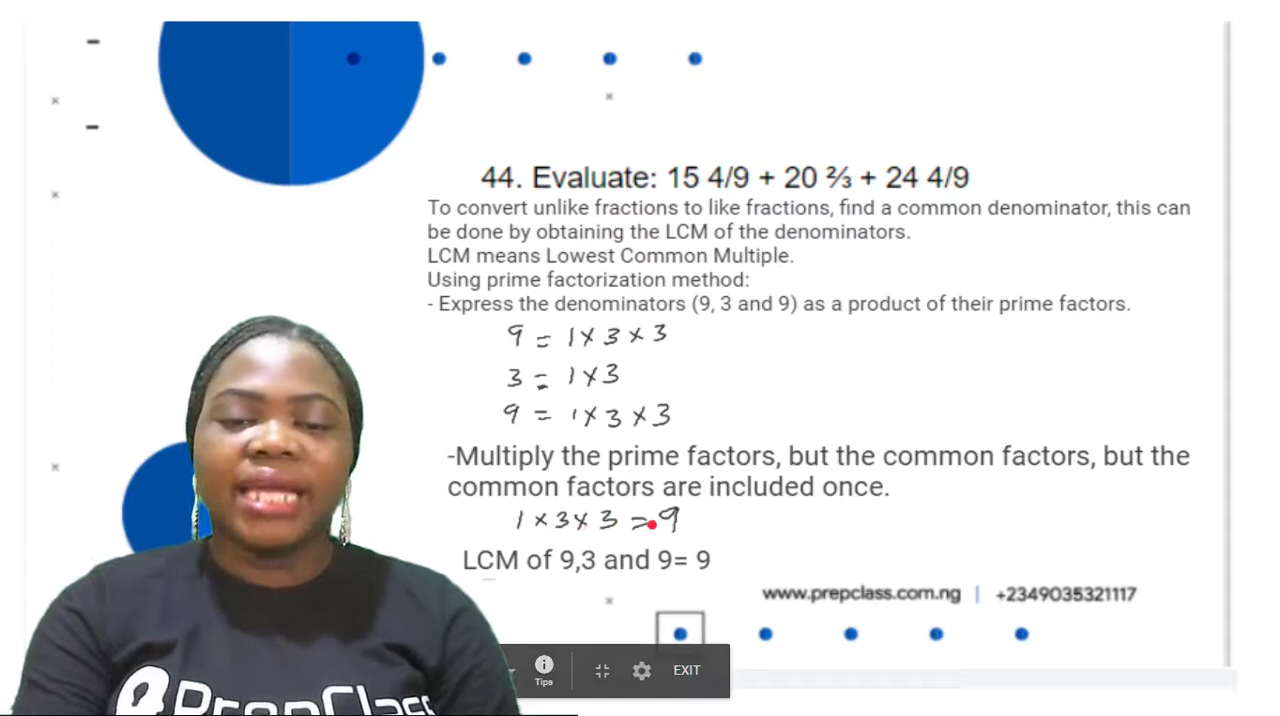 44. Evaluate: 15 4/9 + 20 ⅔ + 24 4/9
To convert unlike fractions to like fractions, find a common denominator, this can
be done by obtaining the LCM of the denominators.
LCM means Lowest Common Multiple.
Using prime factorization method:
- Express the denominators (9, 3 and 9) as a product of their prime factors.
9 = 1 × 3 × 3
3 = 1 × 3
9 = 1 × 3 × 3
-Multiply the prime factors, but the common factors, but the
common factors are included once.
1 × 3 × 3 = 9
LCM of 9,3 and 9= 9
www.prepclass.com.ng | +2349035321117
Tips
EXIT
PrepClass